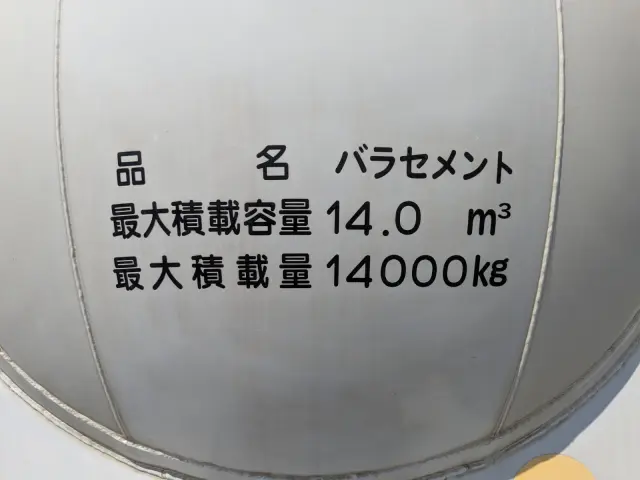 品 名 バラセメント
最大積載容量 14.0 m³
最大積載量 14000kg